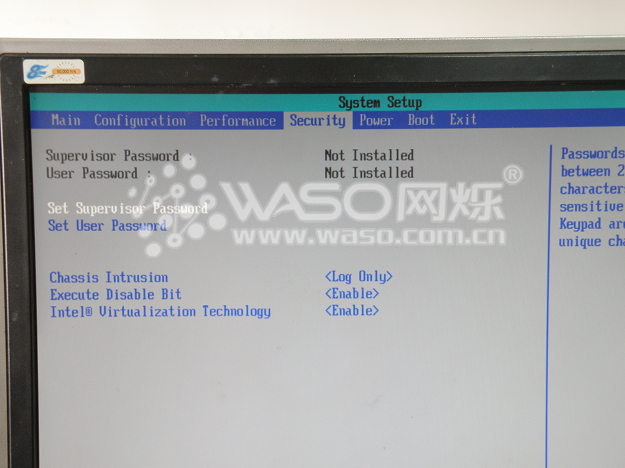 System Setup
Main Configuration Performance Security Power Boot Exit
Supervisor Password : Not Installed
User Password : Not Installed
Set Supervisor Password
Set User Password
Chassis Intrusion <Log Only>
Execute Disable Bit <Enable>
Intel® Virtualization Technology <Enable>
Passwords
between 2
character
sensitive
Keypad are
unique cha
WASO网烁®
www.waso.com.cn